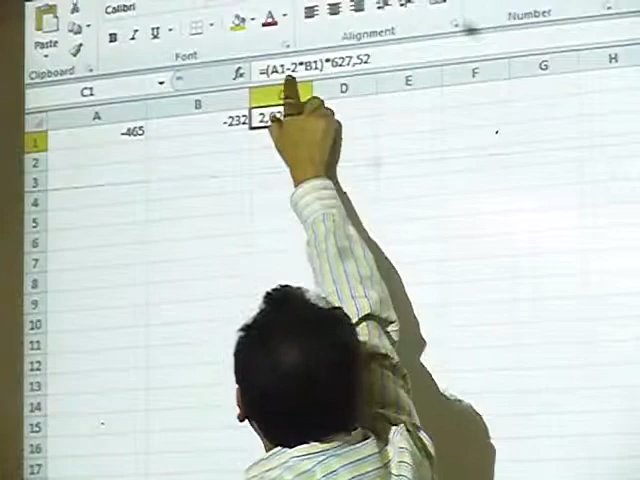 Calibri
Paste
B I U
A
Clipboard
Font
Alignment
Number
C1
fx
=(A1-2*B1)*627,52
A B D E F G H
1 -465 -232
2
3
4
5
6
7
8
9
10
11
12
13
14
15
16
17